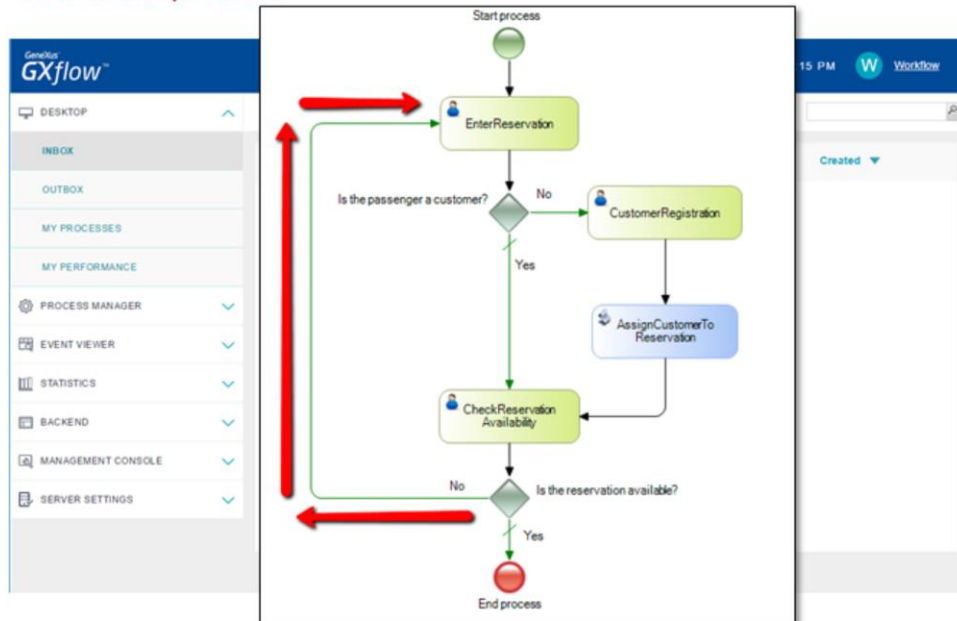 Start process
GeneXus
GXflow™
15 PM
W
Workflow
DESKTOP
INBOX
OUTBOX
MY PROCESSES
MY PERFORMANCE
PROCESS MANAGER
EVENT VIEWER
STATISTICS
BACKEND
MANAGEMENT CONSOLE
SERVER SETTINGS
Created
EnterReservation
Is the passenger a customer?
No
CustomerRegistration
Yes
AssignCustomerTo
Reservation
CheckReservation
Availability
No
Is the reservation available?
Yes
End process